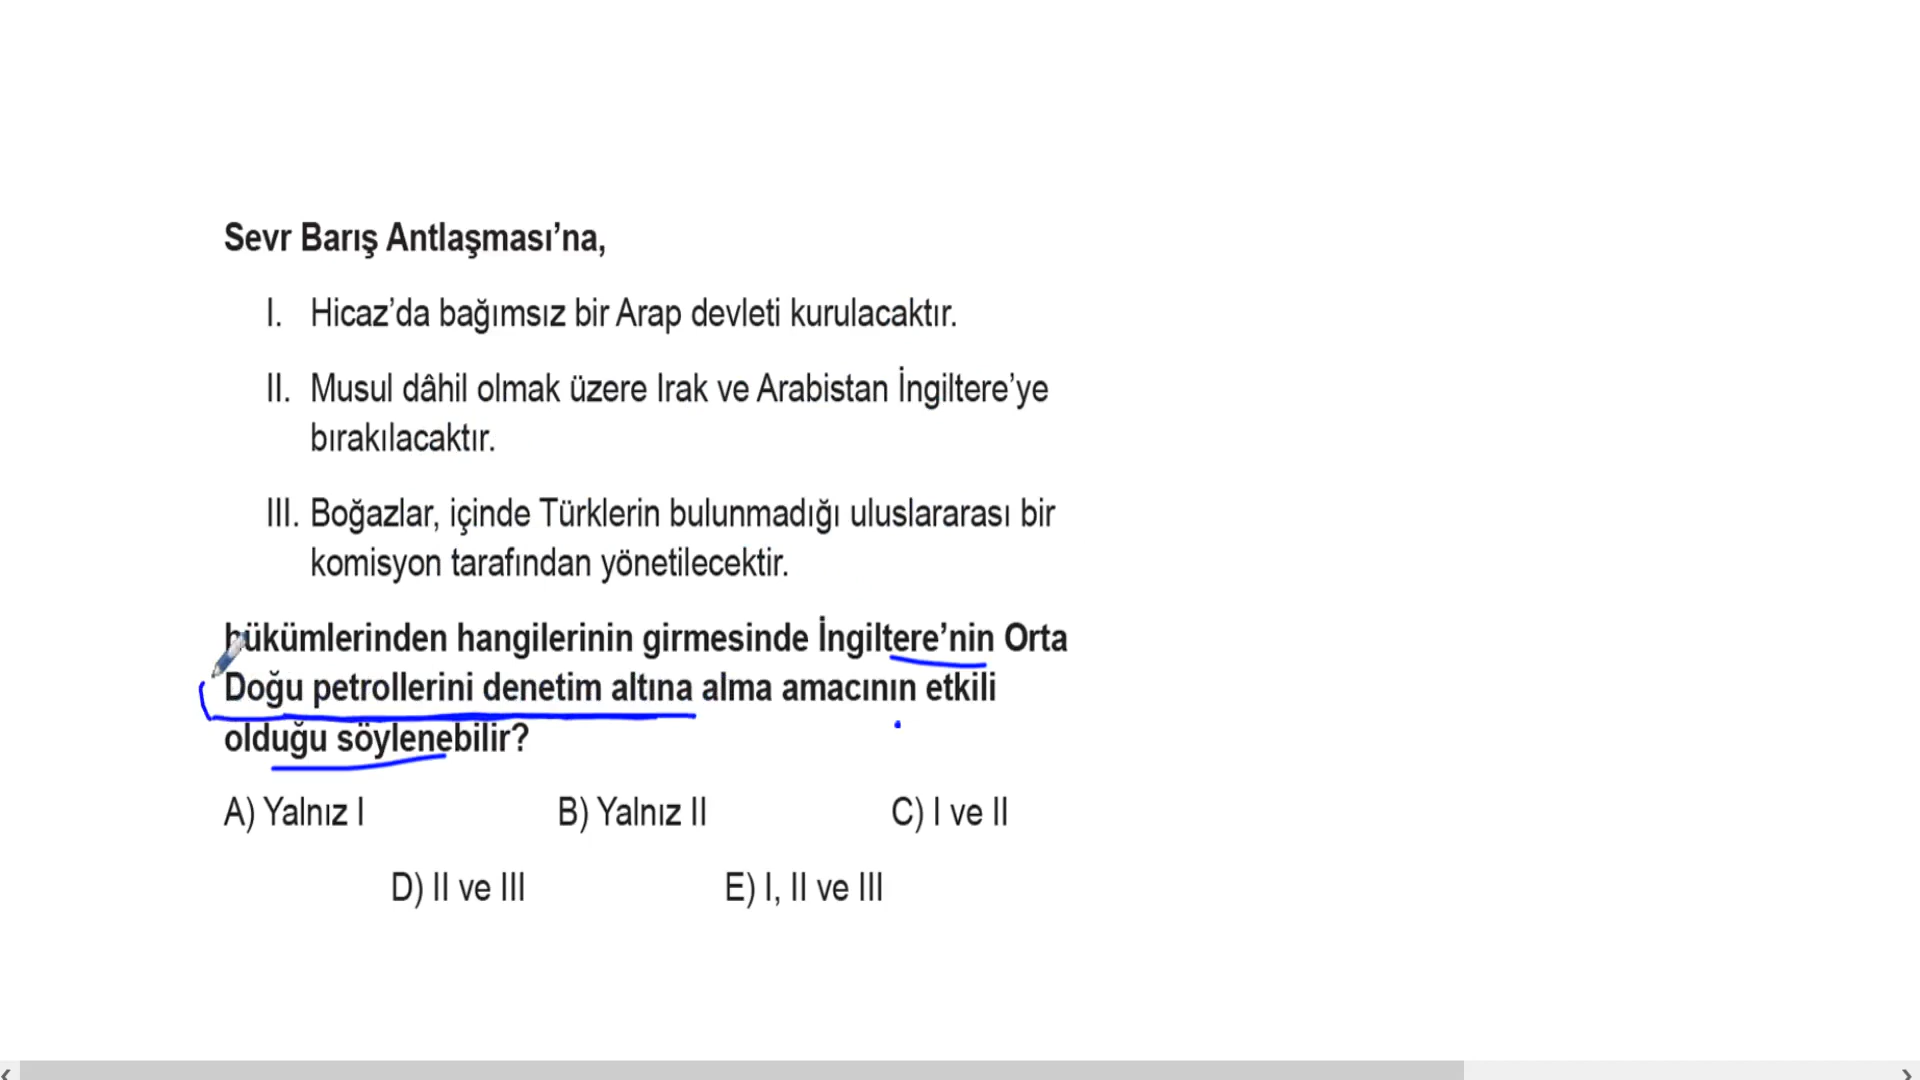 Sevr Barış Antlaşması’na,
I. Hicaz’da bağımsız bir Arap devleti kurulacaktır.
II. Musul dâhil olmak üzere Irak ve Arabistan İngiltere’ye
bırakılacaktır.
III. Boğazlar, içinde Türklerin bulunmadığı uluslararası bir
komisyon tarafından yönetilecektir.
hükümlerinden hangilerinin girmesinde İngiltere’nin Orta
Doğu petrollerini denetim altına alma amacının etkili
olduğu söylenebilir?
A) Yalnız I B) Yalnız II C) I ve II
D) II ve III E) I, II ve III